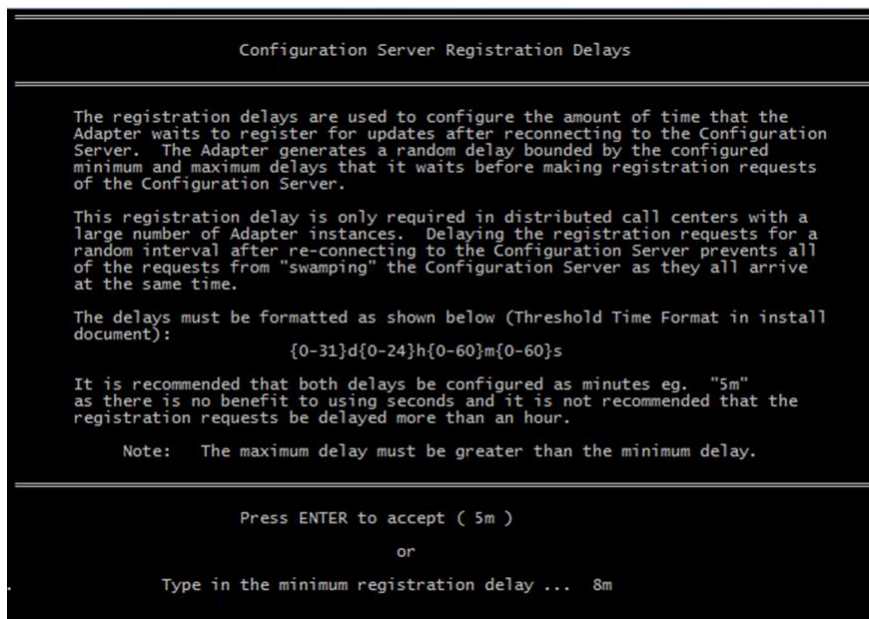 Configuration Server Registration Delays
The registration delays are used to configure the amount of time that the
Adapter waits to register for updates after reconnecting to the Configuration
Server.  The Adapter generates a random delay bounded by the configured
minimum and maximum delays that it waits before making registration requests
of the Configuration Server.
This registration delay is only required in distributed call centers with a
large number of Adapter instances.  Delaying the registration requests for a
random interval after re-connecting to the Configuration Server prevents all
of the requests from "swamping" the Configuration Server as they all arrive
at the same time.
The delays must be formatted as shown below (Threshold Time Format in install
document):
{0-31}d{0-24}h{0-60}m{0-60}s
It is recommended that both delays be configured as minutes eg.  "5m"
as there is no benefit to using seconds and it is not recommended that the
registration requests be delayed more than an hour.
Note:   The maximum delay must be greater than the minimum delay.
Press ENTER to accept ( 5m )
or
Type in the minimum registration delay ...  8m